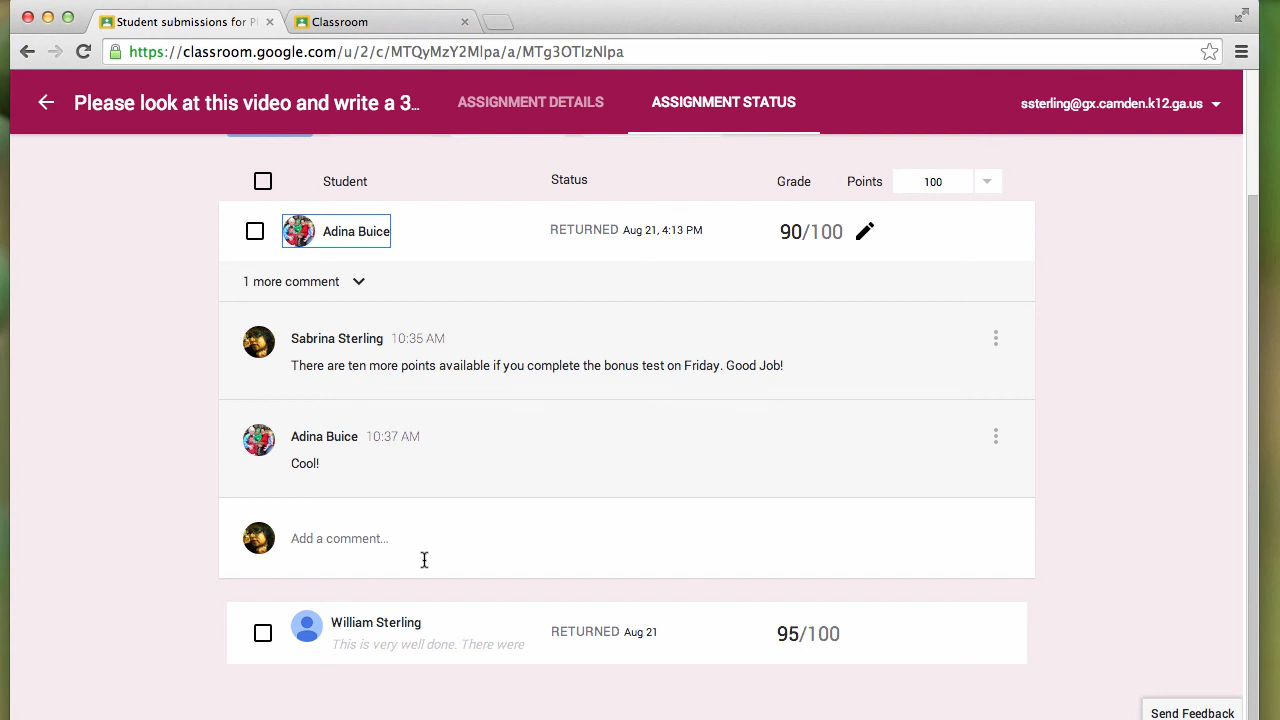 Student submissions for P
Classroom
https://classroom.google.com/u/2/c/MTQyMzY2Mlpa/a/MTg3OTIzNlpa
Please look at this video and write a 3...
ASSIGNMENT DETAILS
ASSIGNMENT STATUS
ssterling@gx.camden.k12.ga.us
Student
Status
Grade
Points
100
Adina Buice
RETURNED Aug 21, 4:13 PM
90/100
1 more comment
Sabrina Sterling 10:35 AM
There are ten more points available if you complete the bonus test on Friday. Good Job!
Adina Buice 10:37 AM
Cool!
Add a comment...
William Sterling
This is very well done. There were
RETURNED Aug 21
95/100
Send Feedback